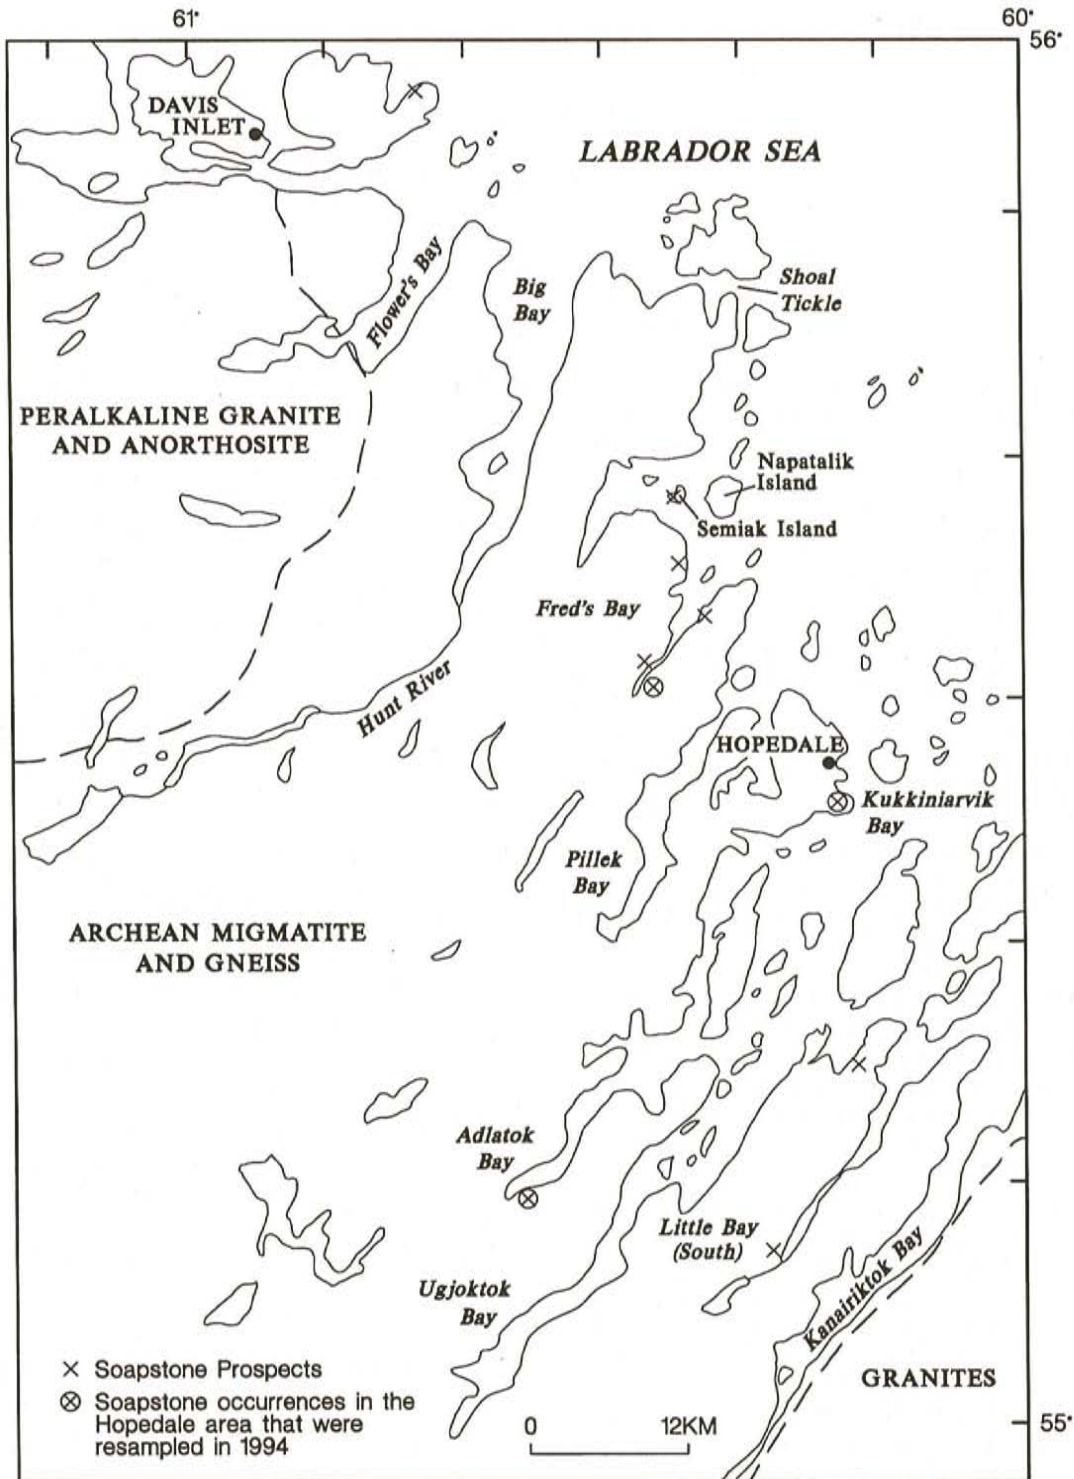 61°
60°
56°
DAVIS
INLET
LABRADOR SEA
Flower's Bay
Big
Bay
Shoal
Tickle
PERALKALINE GRANITE
AND ANORTHOSITE
Napatalik
Island
Semiak Island
Fred's Bay
Hunt River
HOPEDALE
Kukkiniarvik
Bay
Pillek
Bay
ARCHEAN MIGMATITE
AND GNEISS
Adlatok
Bay
Little Bay
(South)
Ugjoktok
Bay
Kanairiktok Bay
GRANITES
× Soapstone Prospects
⊗ Soapstone occurrences in the
Hopedale area that were
resampled in 1994
0 12KM
55°